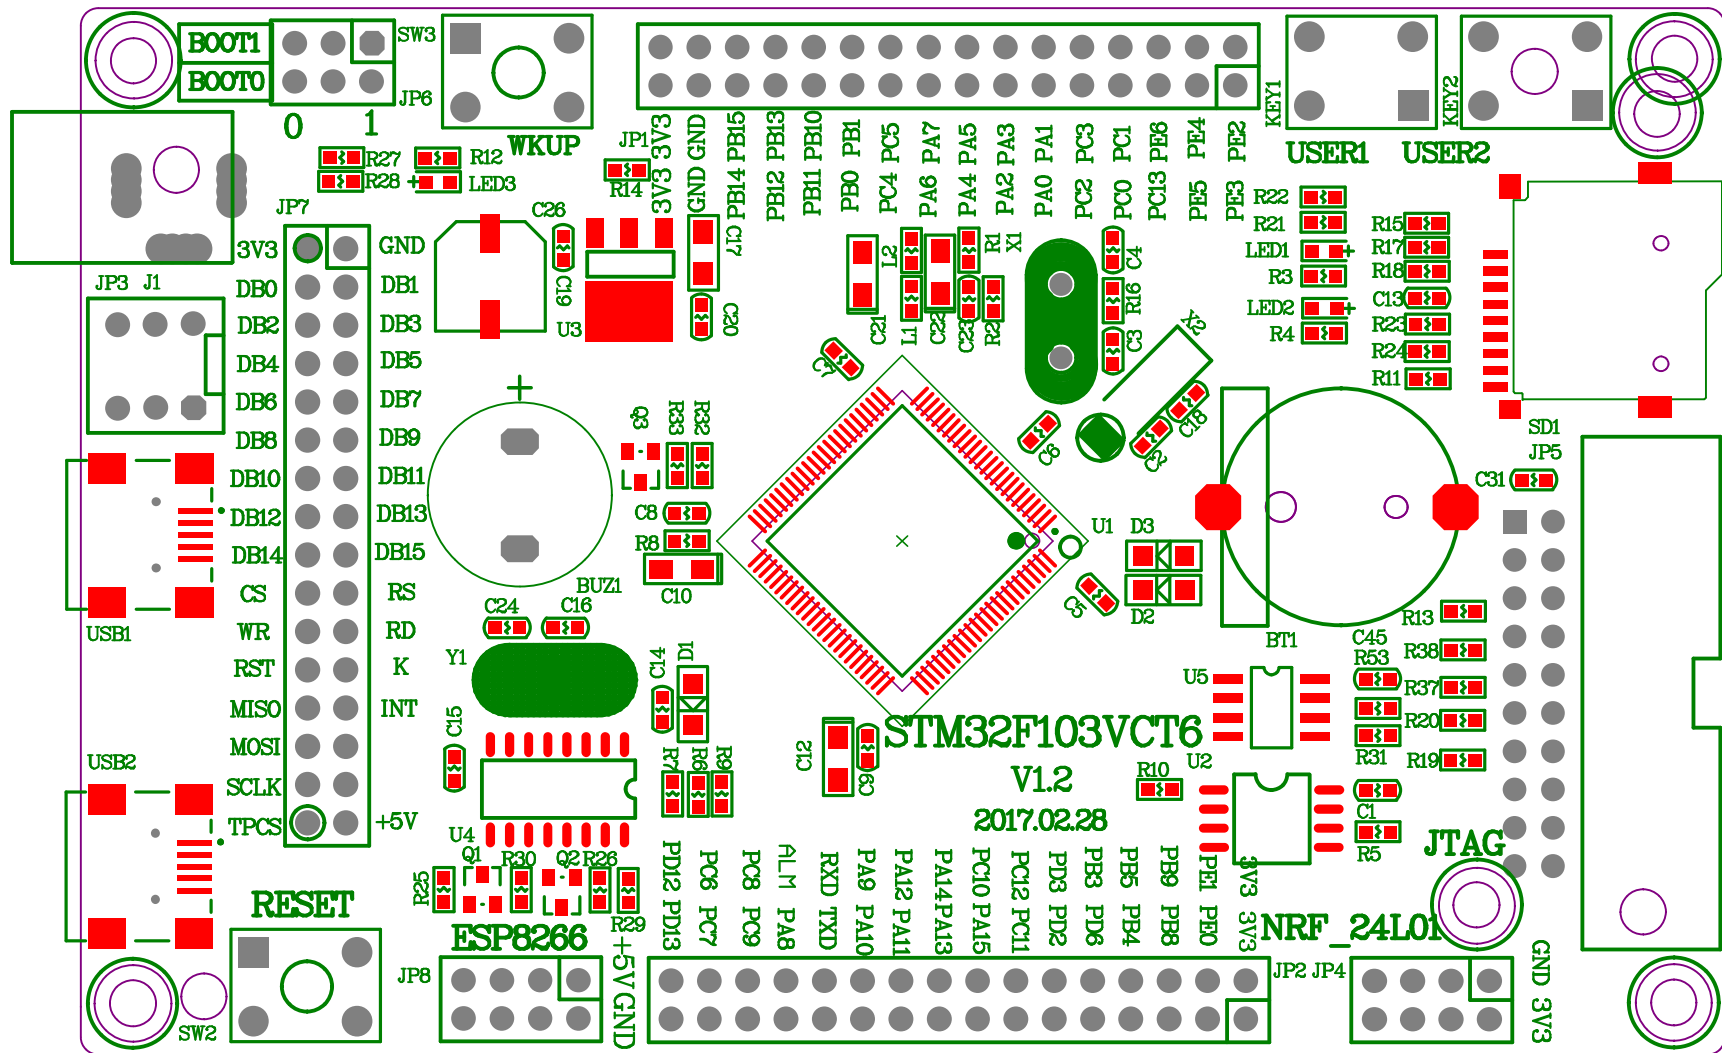 BOOT1
BOOT0
0
1
SW3
JP6
WKUP
JP1
R27
R28
R12
LED3
R14
3V3 3V3
GND GND
PB14 PB15
PB12 PB13
PB11 PB10
PB0 PB1
PC4 PC5
PA6 PA7
PA4 PA5
PA2 PA3
PA0 PA1
PC2 PC3
PC0 PC1
PC13 PE6
PE5 PE4
PE3 PE2
KEY1
USER1
KEY2
USER2
JP7
3V3 GND
DB0 DB1
DB2 DB3
DB4 DB5
DB6 DB7
DB8 DB9
DB10 DB11
DB12 DB13
DB14 DB15
CS RS
WR RD
RST K
MISO INT
MOSI
SCLK
TPCS +5V
JP3
J1
USB1
USB2
C26
C19
U3
C17
C20
C21
L2
L1
C22
R1
X1
C23
R2
C4
R16
C3
X2
C7
C6
C2
C18
R22
R21
LED1
R3
LED2
R4
R15
R17
R18
C13
R23
R24
R11
SD1
JP5
C31
+
BUZ1
Q3
R33
R32
C8
R8
C10
U1
D3
D2
C5
BT1
R13
C45
R53
R38
R37
R20
R31
R19
U5
U2
R10
C1
R5
C24
C16
Y1
C14
D1
C15
R7
R6
R9
C12
C9
STM32F103VCT6
V1.2
2017.02.28
U4
Q1
R30
Q2
R26
R25
R29
RESET
SW2
ESP8266
JP8
+5V GND
PD12 PD13
PC6 PC7
PC8 PC9
ALM PA8
RXD TXD
PA9 PA10
PA12 PA11
PA14 PA13
PC10 PA15
PC12 PC11
PD3 PD2
PB3 PD6
PB5 PB4
PB9 PB8
PE1 PE0
3V3 3V3
JTAG
NRF_24L01
JP2
JP4
GND 3V3